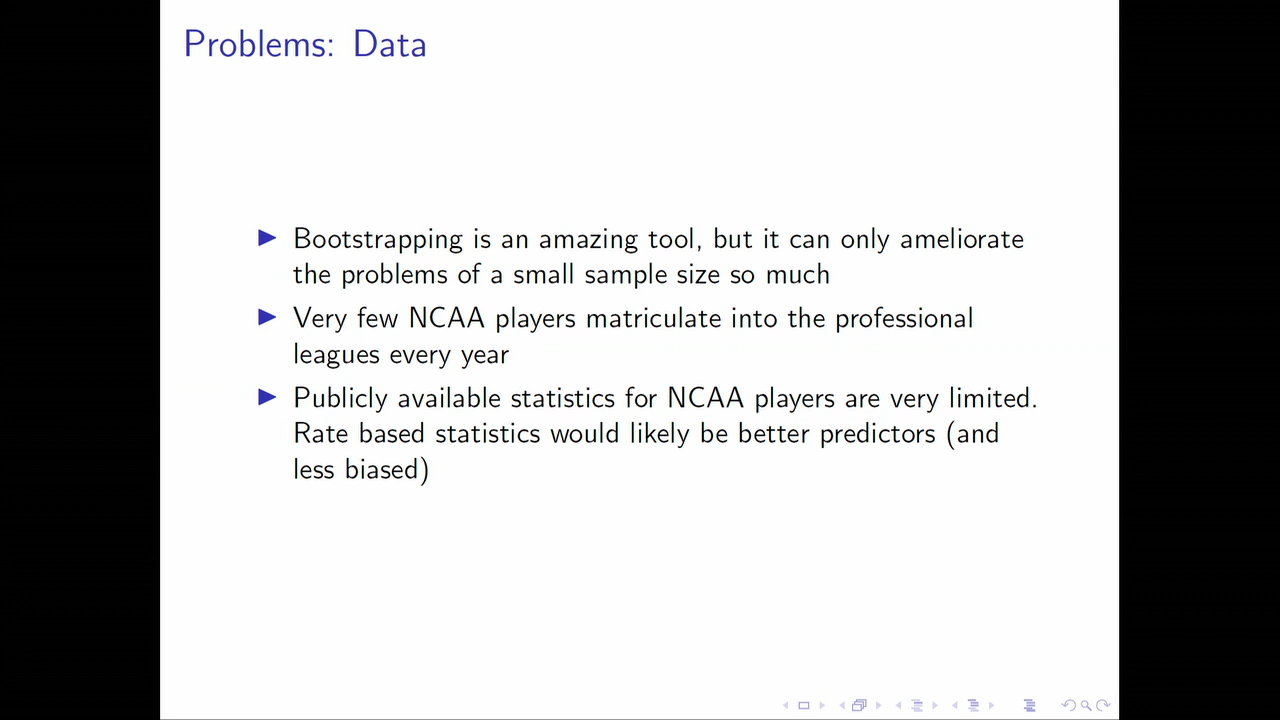 Problems: Data
Bootstrapping is an amazing tool, but it can only ameliorate
the problems of a small sample size so much
Very few NCAA players matriculate into the professional
leagues every year
Publicly available statistics for NCAA players are very limited.
Rate based statistics would likely be better predictors (and
less biased)